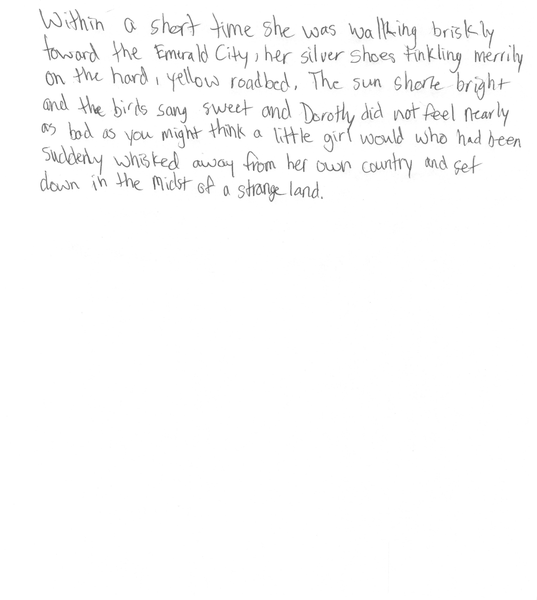 Within a short time she was wallking briskly
toward the Emerald City, her silver shoes tinkling merrily
on the hard, yellow roadbed. The sun shone bright
and the birds sang sweet and Dorothy did not feel nearly
as bad as you might think a little girl would who had been
suddenly whisked away from her own country and set
down in the midst of a strange land.